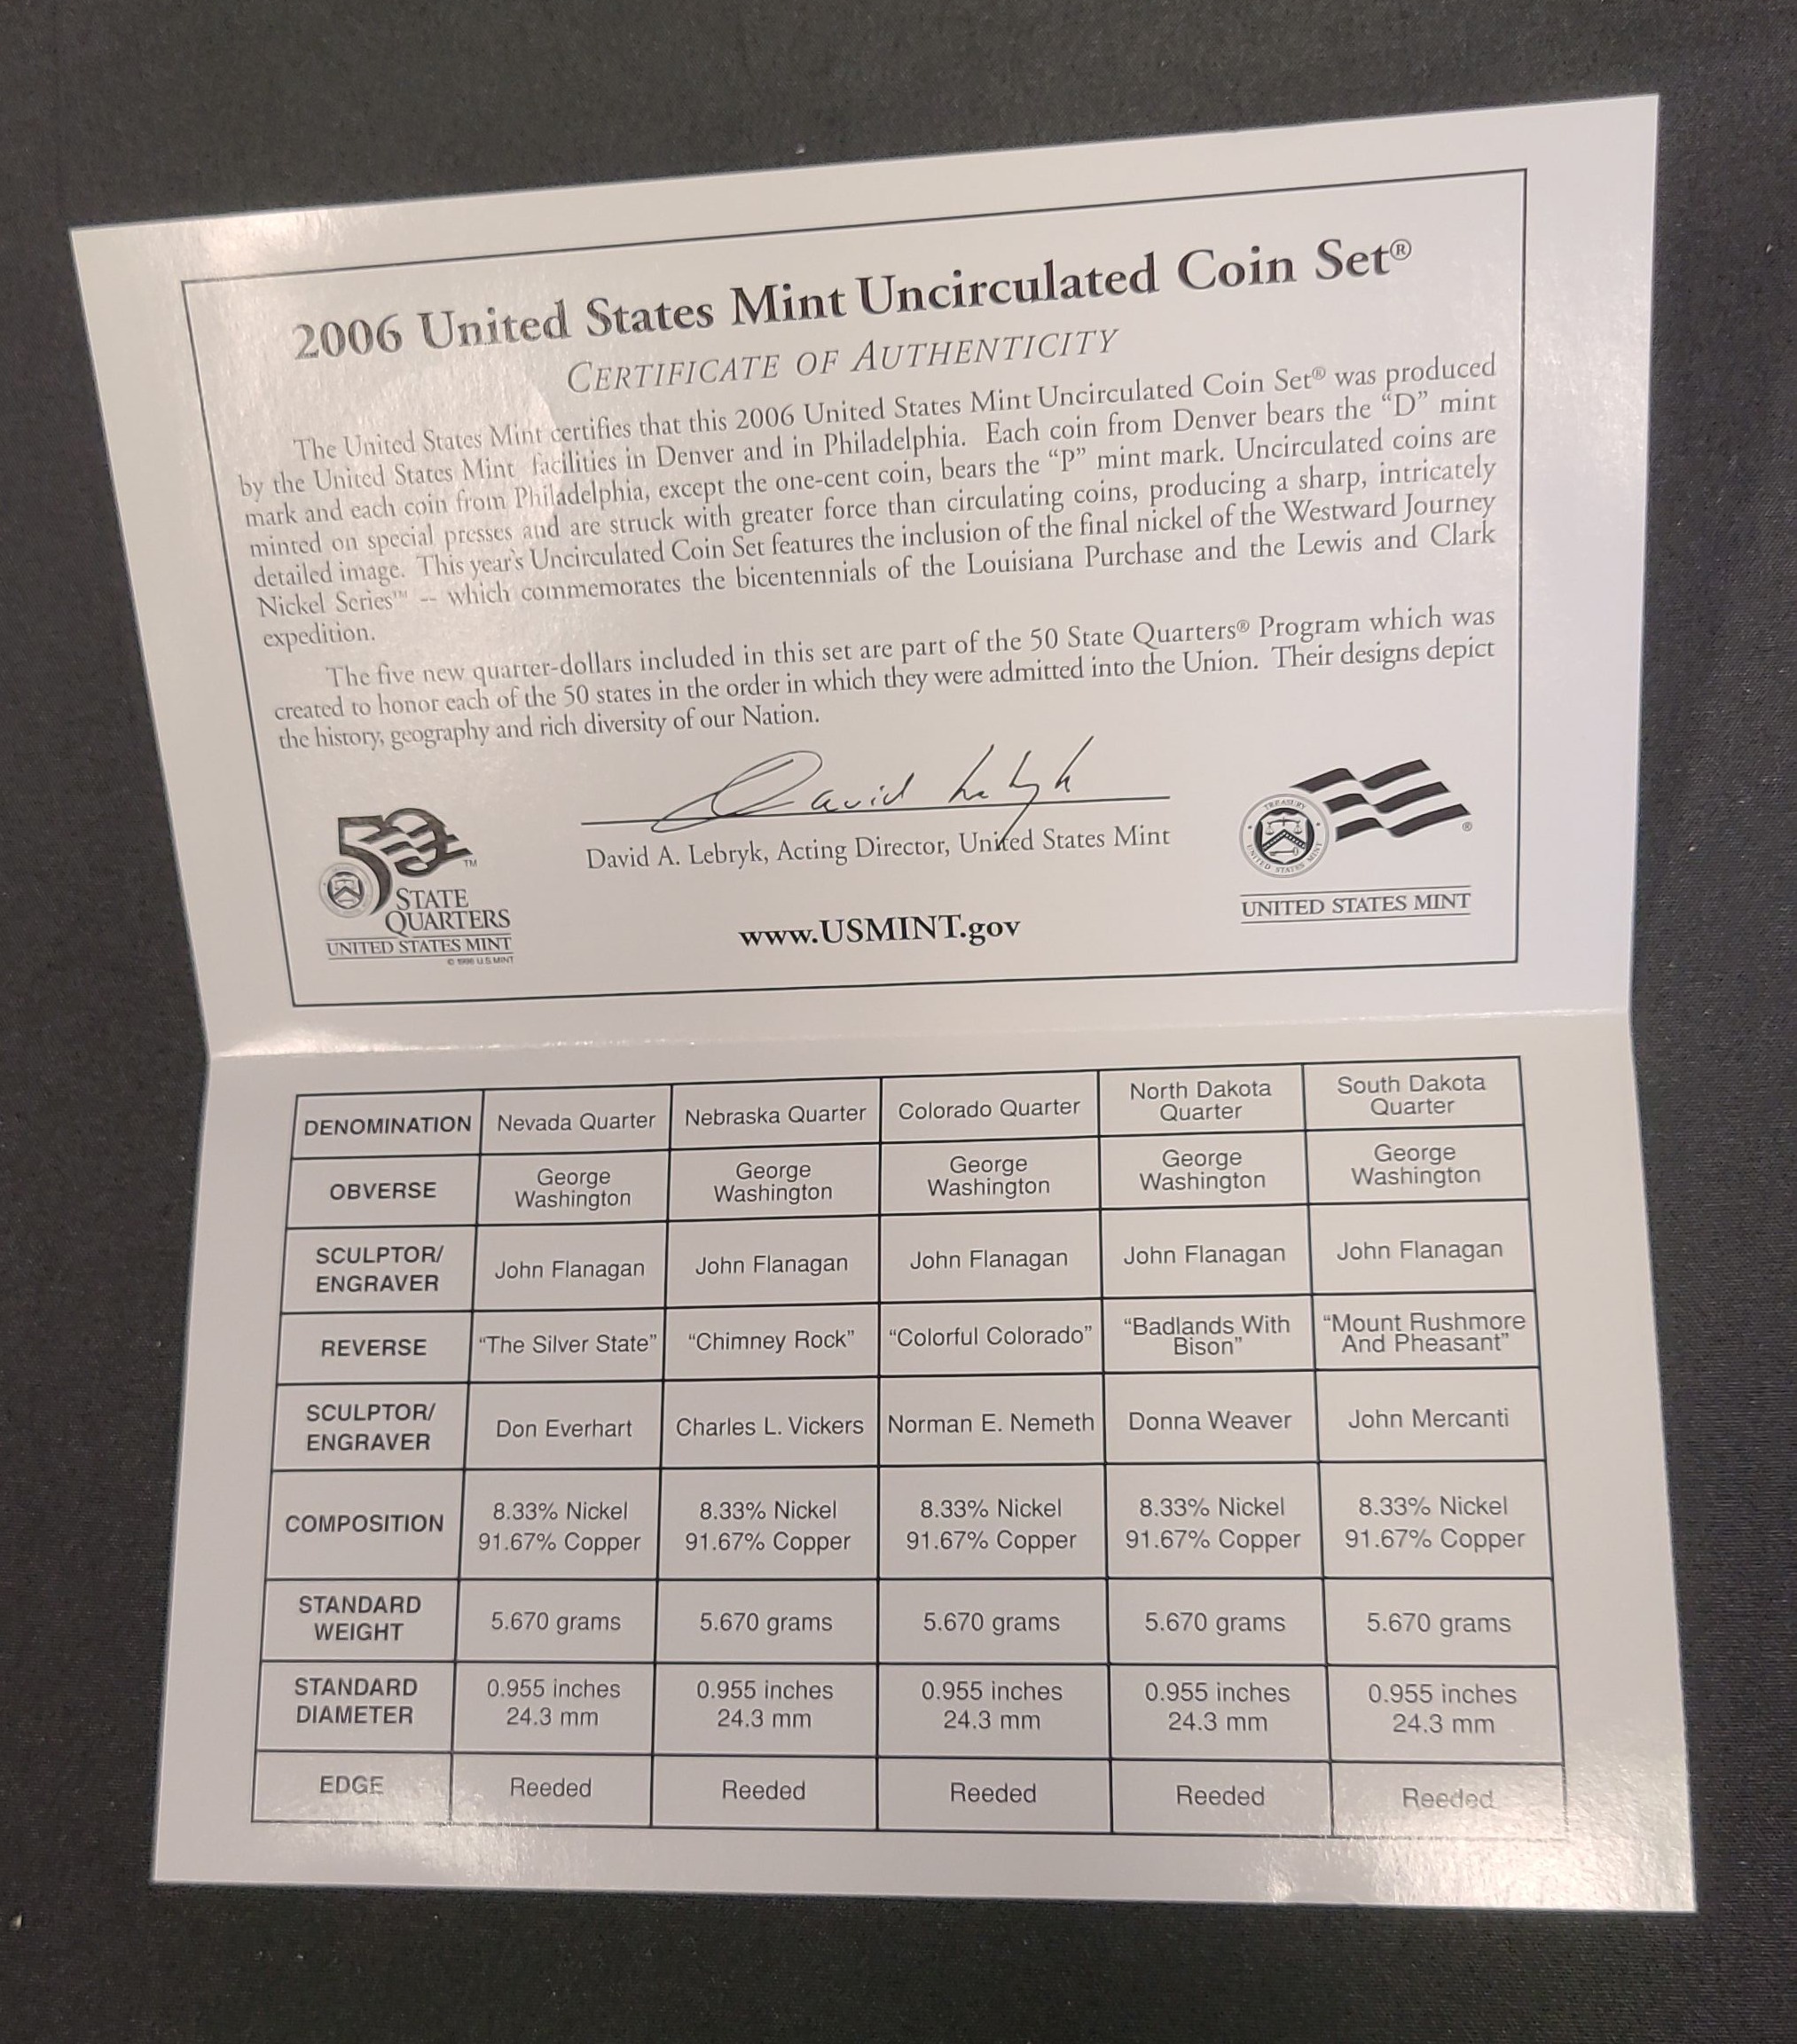 2006 United States Mint Uncirculated Coin Set®
CERTIFICATE OF AUTHENTICITY
The United States Mint certifies that this 2006 United States Mint Uncirculated Coin Set® was produced
by the United States Mint facilities in Denver and in Philadelphia. Each coin from Denver bears the “D” mint
mark and each coin from Philadelphia, except the one-cent coin, bears the “P” mint mark. Uncirculated coins are
minted on special presses and are struck with greater force than circulating coins, producing a sharp, intricately
detailed image. This year's Uncirculated Coin Set features the inclusion of the final nickel of the Westward Journey
Nickel Series™ -- which commemorates the bicentennials of the Louisiana Purchase and the Lewis and Clark
expedition.
The five new quarter-dollars included in this set are part of the 50 State Quarters® Program which was
created to honor each of the 50 states in the order in which they were admitted into the Union. Their designs depict
the history, geography and rich diversity of our Nation.
David Lebryk
David A. Lebryk, Acting Director, United States Mint
www.USMINT.gov
50 ™
STATE
QUARTERS
UNITED STATES MINT
© 1998 U.S. MINT
TREASURY
UNITED STATES MINT
®
UNITED STATES MINT
DENOMINATION Nevada Quarter Nebraska Quarter Colorado Quarter North Dakota Quarter South Dakota Quarter
OBVERSE George Washington George Washington George Washington George Washington George Washington
SCULPTOR/ ENGRAVER John Flanagan John Flanagan John Flanagan John Flanagan John Flanagan
REVERSE “The Silver State” “Chimney Rock” “Colorful Colorado” “Badlands With Bison” “Mount Rushmore And Pheasant”
SCULPTOR/ ENGRAVER Don Everhart Charles L. Vickers Norman E. Nemeth Donna Weaver John Mercanti
COMPOSITION 8.33% Nickel 91.67% Copper 8.33% Nickel 91.67% Copper 8.33% Nickel 91.67% Copper 8.33% Nickel 91.67% Copper 8.33% Nickel 91.67% Copper
STANDARD WEIGHT 5.670 grams 5.670 grams 5.670 grams 5.670 grams 5.670 grams
STANDARD DIAMETER 0.955 inches 24.3 mm 0.955 inches 24.3 mm 0.955 inches 24.3 mm 0.955 inches 24.3 mm 0.955 inches 24.3 mm
EDGE Reeded Reeded Reeded Reeded Reeded